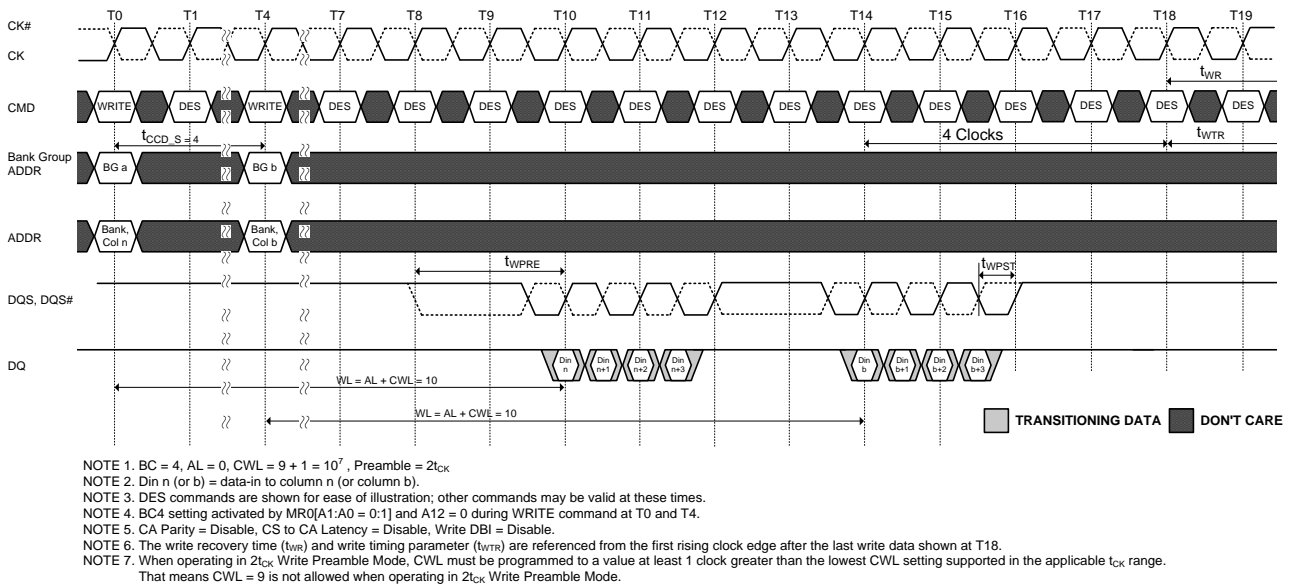 T0 T1 T4 T7 T8 T9 T10 T11 T12 T13 T14 T15 T16 T17 T18 T19
CK#
CK
tWR
CMD
WRITE DES WRITE DES DES DES DES DES DES DES DES DES DES DES DES DES
tCCD_S = 4
4 Clocks
tWTR
Bank Group
ADDR
BG a BG b
ADDR
Bank,
Col n
Bank,
Col b
tWPRE
tWPST
DQS, DQS#
DQ
Din
n
Din
n+1
Din
n+2
Din
n+3
Din
b
Din
b+1
Din
b+2
Din
b+3
WL = AL + CWL = 10
WL = AL + CWL = 10
TRANSITIONING DATA DON'T CARE
NOTE 1. BC = 4, AL = 0, CWL = 9 + 1 = 10⁷ , Preamble = 2tCK
NOTE 2. Din n (or b) = data-in to column n (or column b).
NOTE 3. DES commands are shown for ease of illustration; other commands may be valid at these times.
NOTE 4. BC4 setting activated by MR0[A1:A0 = 0:1] and A12 = 0 during WRITE command at T0 and T4.
NOTE 5. CA Parity = Disable, CS to CA Latency = Disable, Write DBI = Disable.
NOTE 6. The write recovery time (tWR) and write timing parameter (tWTR) are referenced from the first rising clock edge after the last write data shown at T18.
NOTE 7. When operating in 2tCK Write Preamble Mode, CWL must be programmed to a value at least 1 clock greater than the lowest CWL setting supported in the applicable tCK range.
That means CWL = 9 is not allowed when operating in 2tCK Write Preamble Mode.